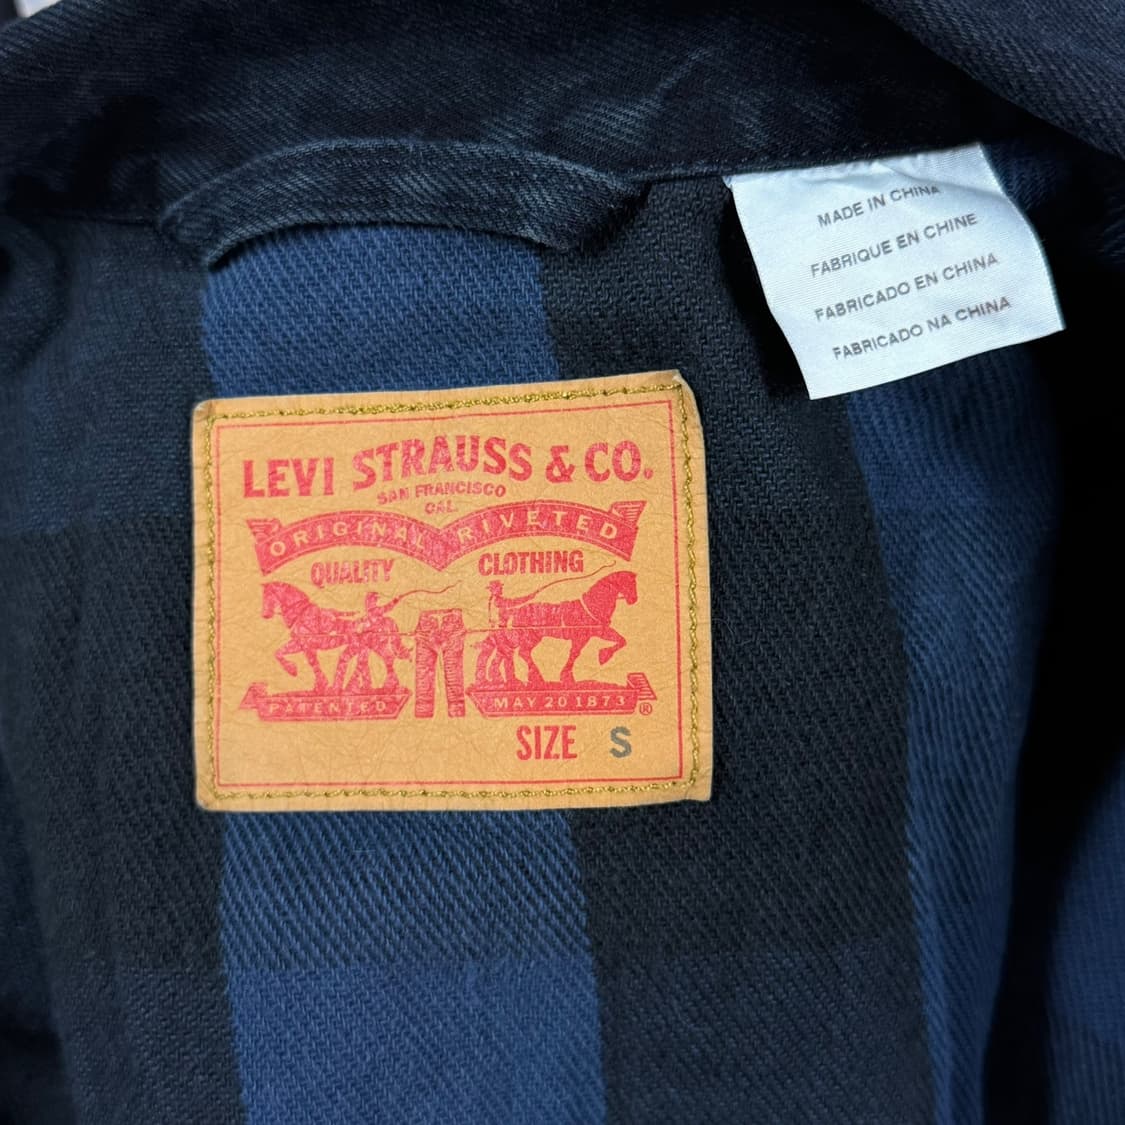 LEVI STRAUSS & CO.
SAN FRANCISCO
CAL.
ORIGINAL RIVETED
QUALITY CLOTHING
PATENTED MAY 20 1873 ®
SIZE S
MADE IN CHINA
FABRIQUE EN CHINE
FABRICADO EN CHINA
FABRICADO NA CHINA